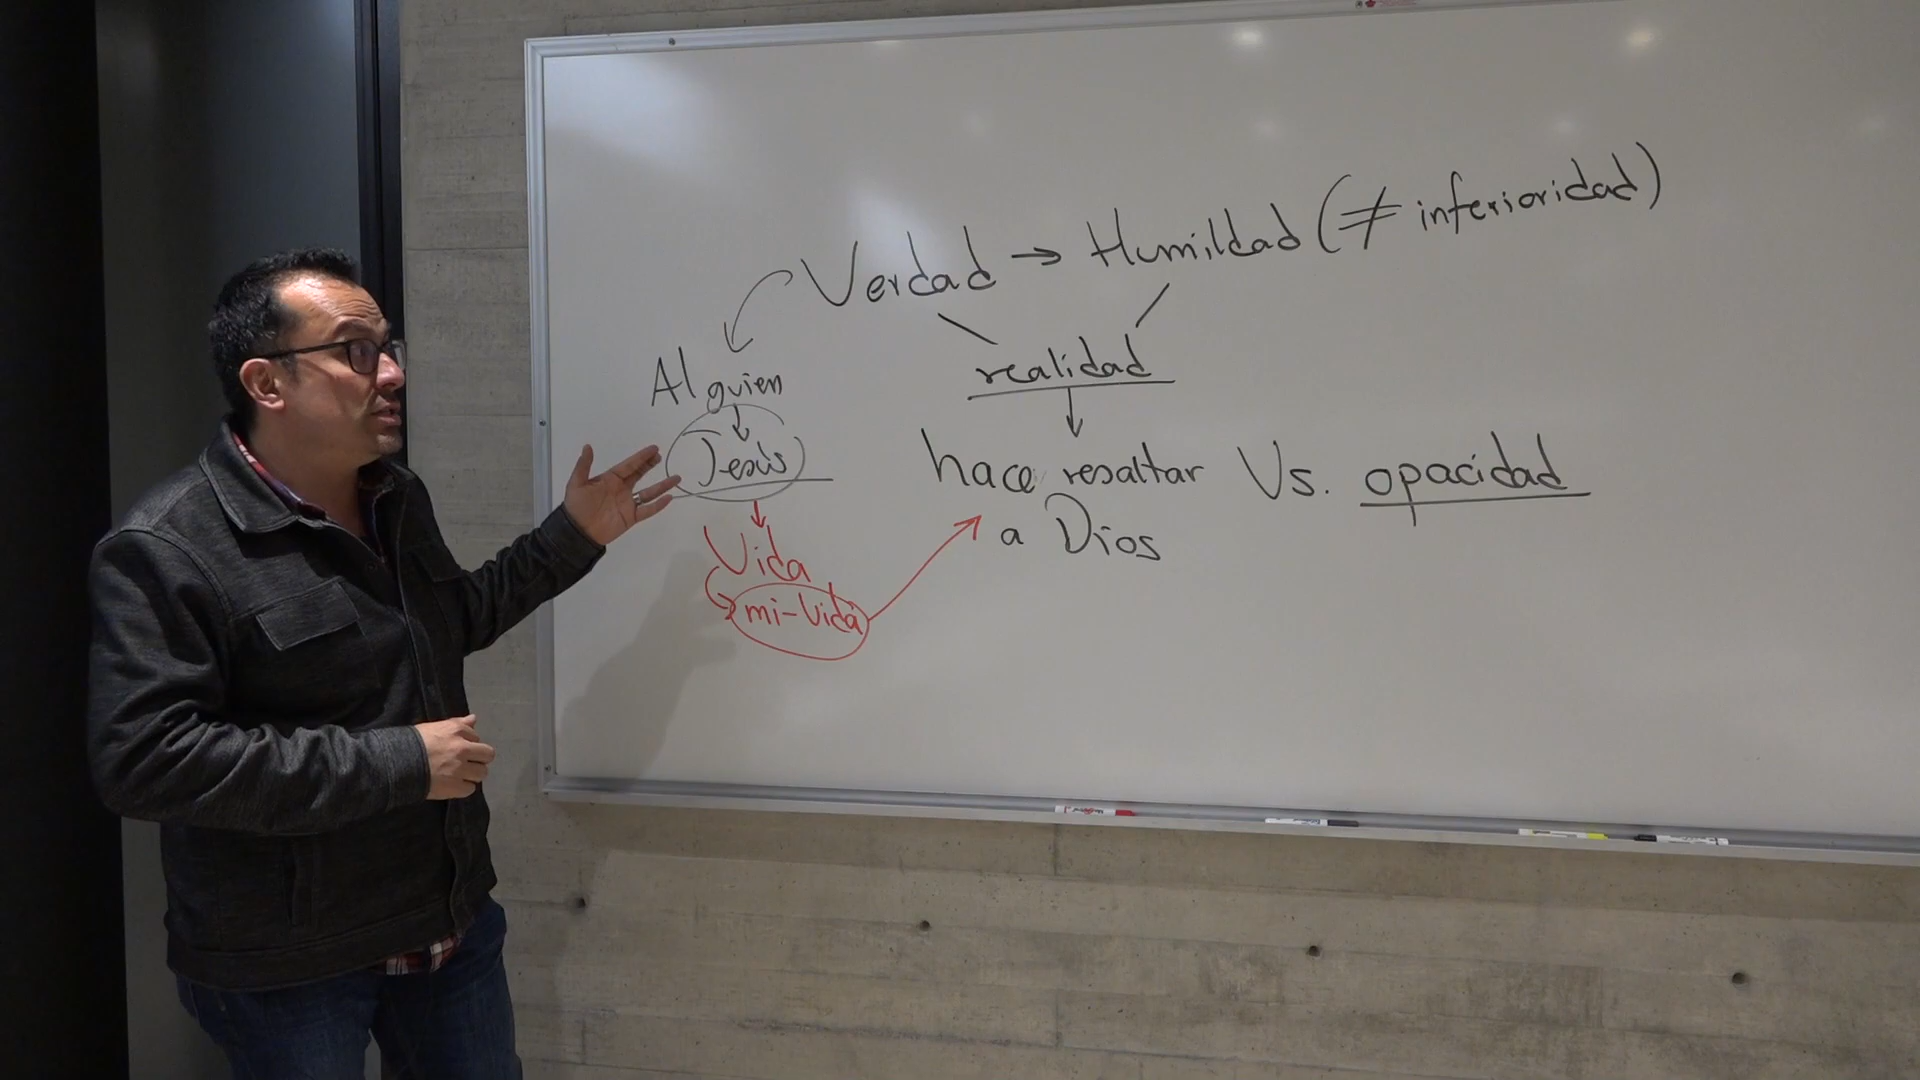 Verdad → Humildad (≠ inferioridad)
Alguien
realidad
Jesús
hace resaltar Vs. opacidad
a Dios
Vida
mi-Vida